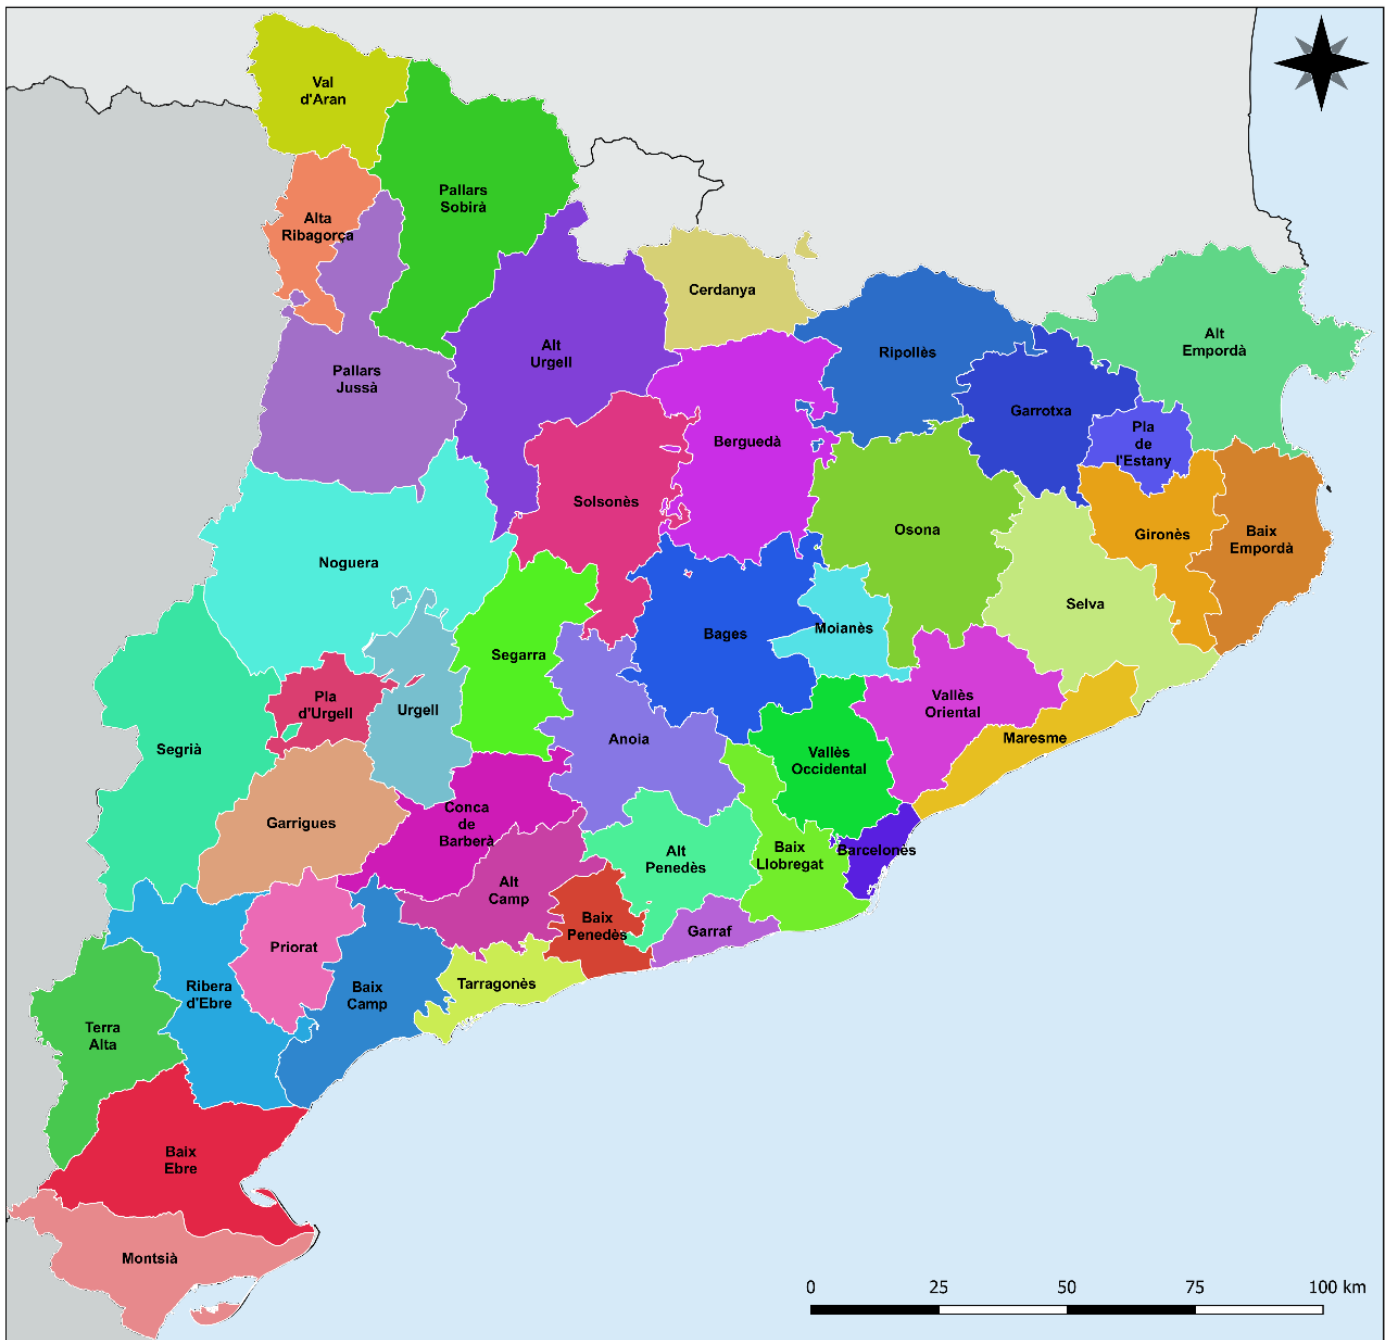 Val
d'Aran
Pallars
Sobirà
Alta
Ribagorça
Cerdanya
Alt
Urgell
Pallars
Jussà
Ripollès
Alt
Empordà
Garrotxa
Pla
de
l'Estany
Berguedà
Solsonès
Osona
Gironès
Baix
Empordà
Noguera
Selva
Bages
Moianès
Segarra
Pla
d'Urgell
Urgell
Vallès
Oriental
Maresme
Segrià
Anoia
Vallès
Occidental
Garrigues
Conca
de
Barberà
Alt
Penedès
Baix
Llobregat
Barcelonès
Alt
Camp
Baix
Penedès
Garraf
Priorat
Ribera
d'Ebre
Baix
Camp
Tarragonès
Terra
Alta
Baix
Ebre
Montsià
0 25 50 75 100 km